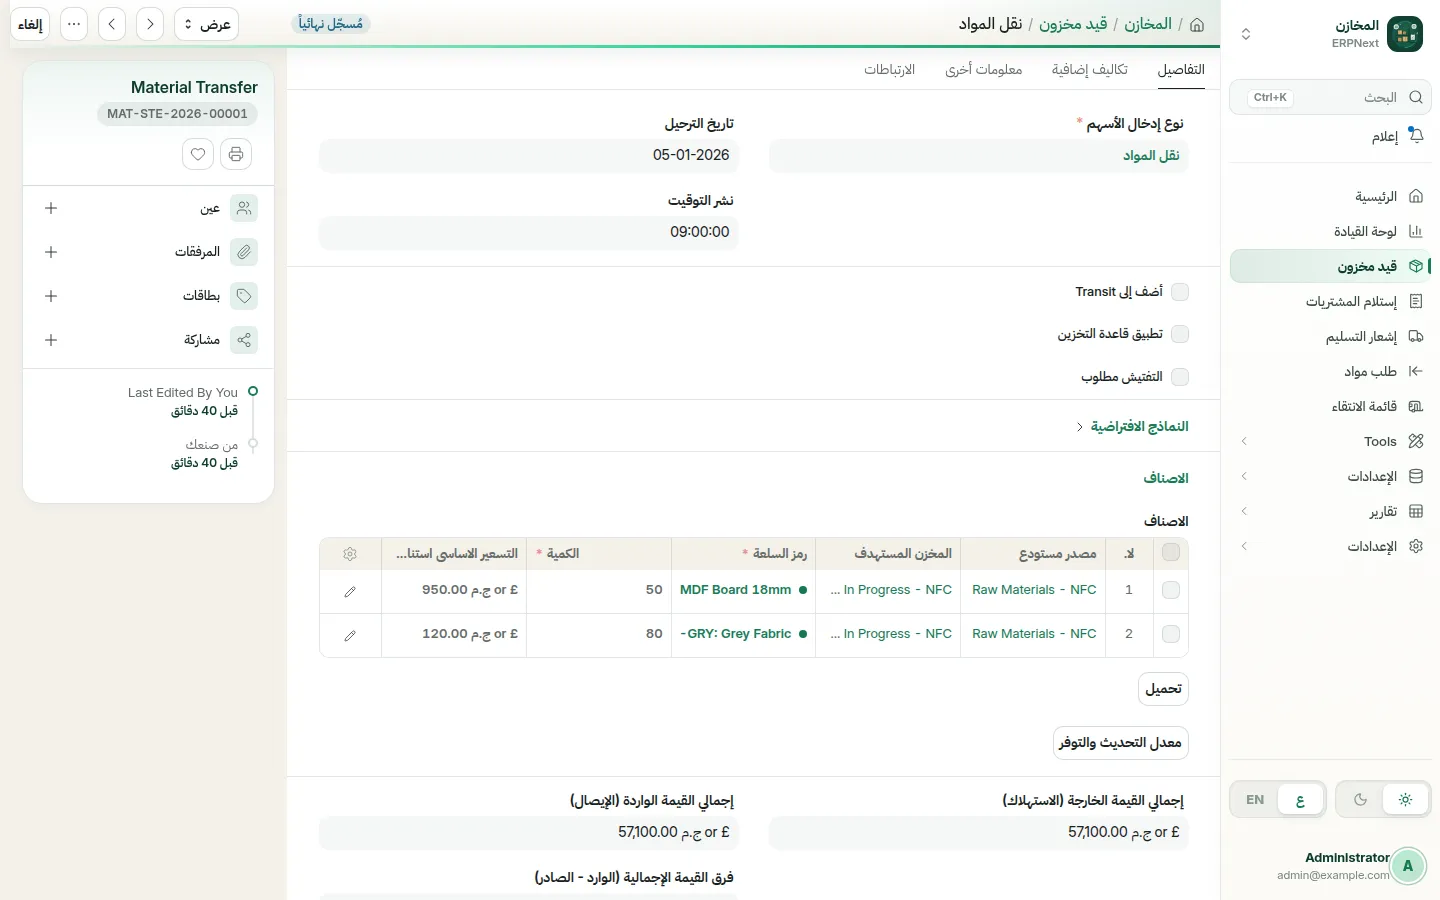 المخازن
ERPNext
البحث
Ctrl+K
إعلام
الرئيسية
لوحة القيادة
قيد مخزون
إستلام المشتريات
إشعار التسليم
طلب مواد
قائمة الانتقاء
Tools
الإعدادات
تقارير
الإعدادات
ع
EN
Administrator
admin@example.com
A
المخازن / قيد مخزون / نقل المواد
مُسجّل نهائياً
عرض
إلغاء
التفاصيل
تكاليف إضافية
معلومات أخرى
الارتباطات
نوع إدخال الأسهم *
نقل المواد
تاريخ الترحيل
05-01-2026
نشر التوقيت
09:00:00
أضف إلى Transit
تطبيق قاعدة التخزين
التفتيش مطلوب
النماذج الافتراضية
الاصناف
الاصناف
لا.
مصدر مستودع
المخزن المستهدف
رمز السلعة *
الكمية *
التسعير الاساسي استنا...
1
Raw Materials - NFC
... In Progress - NFC
MDF Board 18mm
50
950.00 ج.م or £
2
Raw Materials - NFC
... In Progress - NFC
-GRY: Grey Fabric
80
120.00 ج.م or £
تحميل
معدل التحديث والتوفر
إجمالي القيمة الخارجة (الاستهلاك)
57,100.00 ج.م or £
إجمالي القيمة الواردة (الإيصال)
57,100.00 ج.م or £
فرق القيمة الإجمالية (الوارد - الصادر)
Material Transfer
MAT-STE-2026-00001
عين
المرفقات
بطاقات
مشاركة
Last Edited By You
قبل 40 دقائق
من صنعك
قبل 40 دقائق